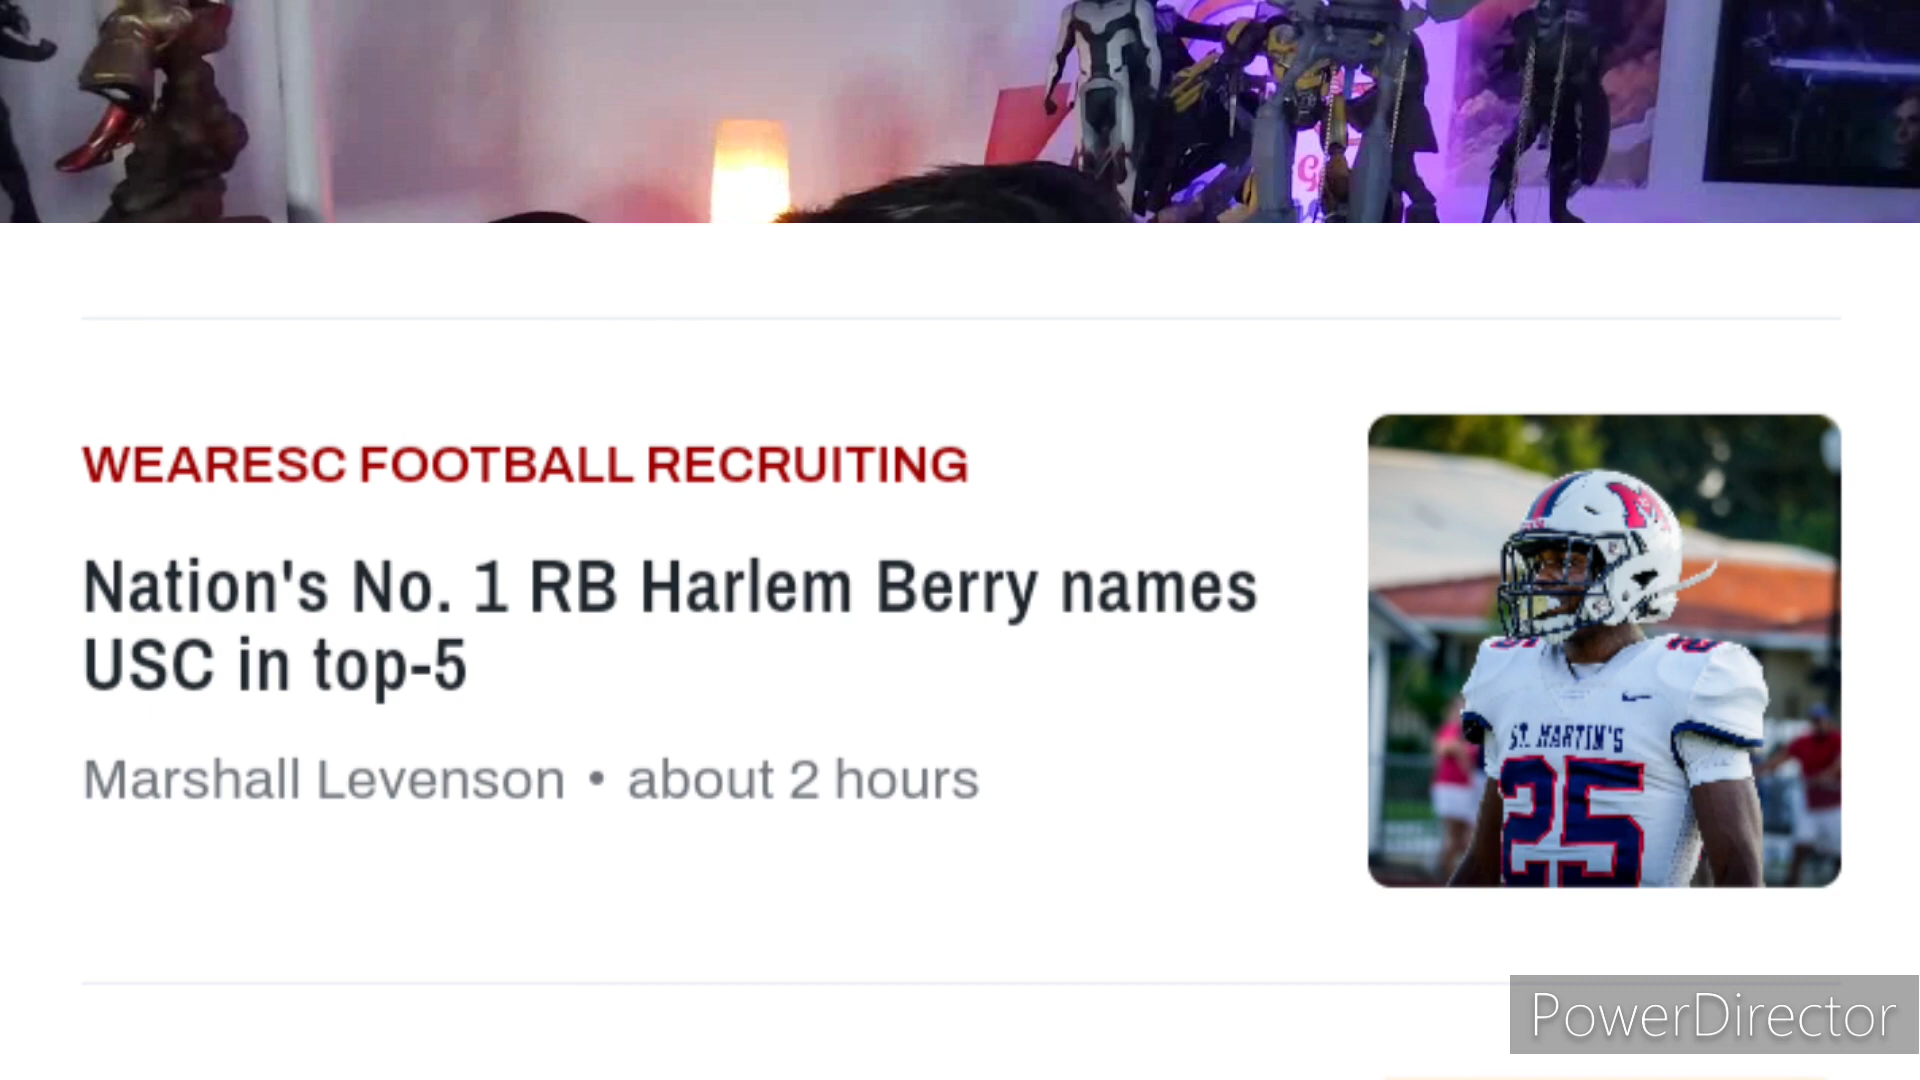 WEARESC FOOTBALL RECRUITING
Nation's No. 1 RB Harlem Berry names
USC in top-5
Marshall Levenson • about 2 hours
M
ST. MARTIN'S
25
PowerDirector